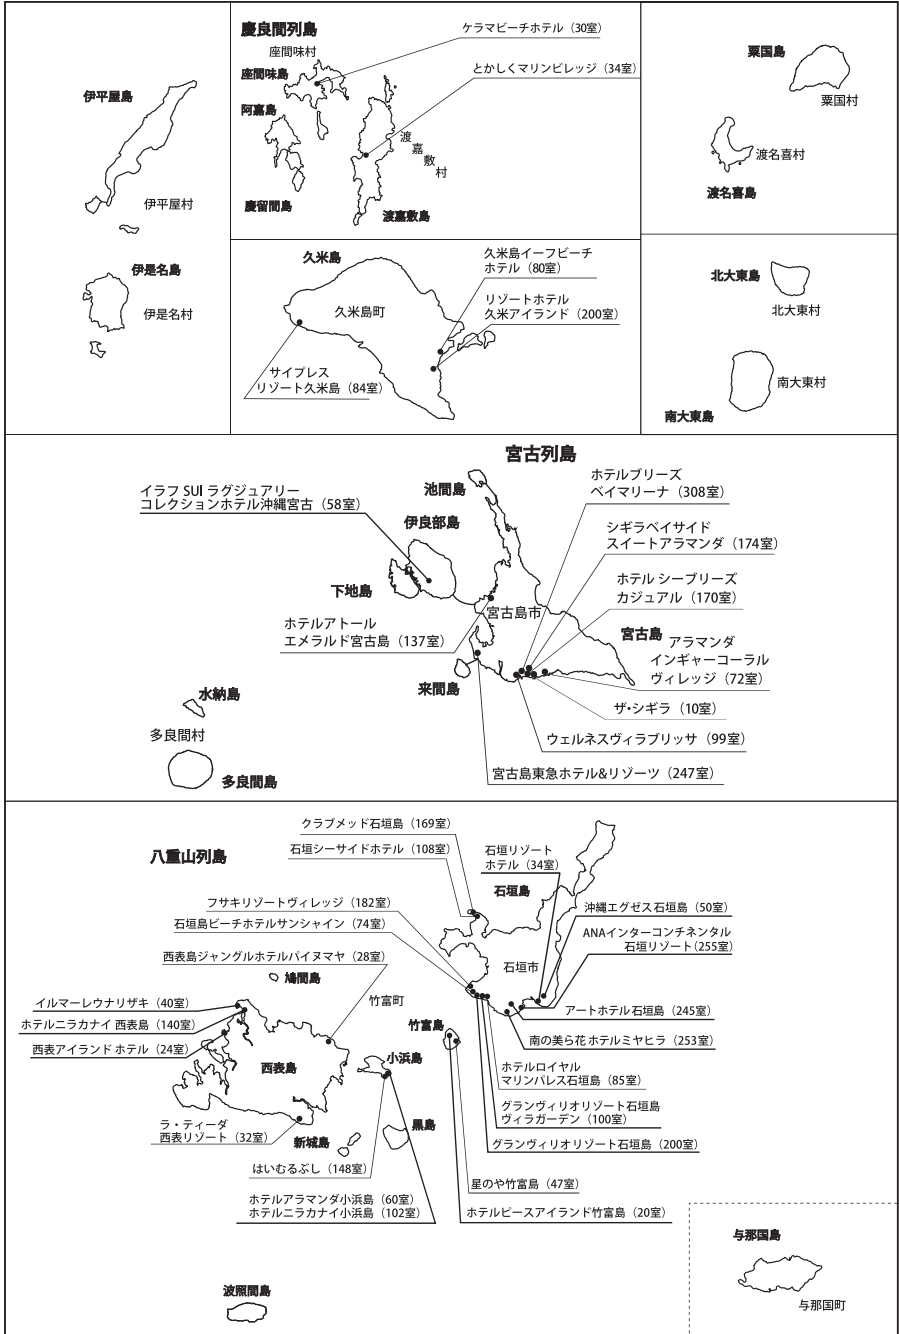 伊平屋島
伊平屋村
伊是名島
伊是名村
慶良間列島
座間味村
座間味島
阿嘉島
慶留間島
渡嘉敷村
渡嘉敷島
ケラマビーチホテル（30室）
とかしくマリンビレッジ（34室）
粟国島
粟国村
渡名喜村
渡名喜島
久米島
久米島町
久米島イーフビーチ
ホテル（80室）
リゾートホテル
久米アイランド（200室）
サイプレス
リゾート久米島（84室）
北大東島
北大東村
南大東村
南大東島
宮古列島
池間島
イラフ SUI ラグジュアリー
コレクションホテル沖縄宮古（58室）
伊良部島
下地島
ホテルブリーズ
ベイマリーナ（308室）
シギラベイサイド
スイートアラマンダ（174室）
ホテル シーブリーズ
カジュアル（170室）
宮古島市
宮古島
ホテルアトール
エメラルド宮古島（137室）
アラマンダ
インギャーコーラル
ヴィレッジ（72室）
来間島
ザ・シギラ（10室）
ウェルネスヴィラブリッサ（99室）
宮古島東急ホテル&リゾーツ（247室）
水納島
多良間村
多良間島
八重山列島
クラブメッド石垣島（169室）
石垣シーサイドホテル（108室）
石垣リゾート
ホテル（34室）
石垣島
フサキリゾートヴィレッジ（182室）
石垣島ビーチホテルサンシャイン（74室）
西表島ジャングルホテルパイヌマヤ（28室）
沖縄エグゼス石垣島（50室）
ANAインターコンチネンタル
石垣リゾート（255室）
石垣市
鳩間島
竹富町
イルマーレウナリザキ（40室）
ホテルニラカナイ 西表島（140室）
西表アイランド ホテル（24室）
西表島
竹富島
小浜島
アートホテル石垣島（245室）
南の美ら花 ホテルミヤヒラ（253室）
ホテルロイヤル
マリンパレス石垣島（85室）
グランヴィリオリゾート石垣島
ヴィラガーデン（100室）
グランヴィリオリゾート石垣島（200室）
ラ・ティーダ
西表リゾート（32室）
新城島
黒島
はいむるぶし（148室）
ホテルアラマンダ小浜島（60室）
ホテルニラカナイ小浜島（102室）
星のや竹富島（47室）
ホテルピースアイランド竹富島（20室）
波照間島
与那国島
与那国町